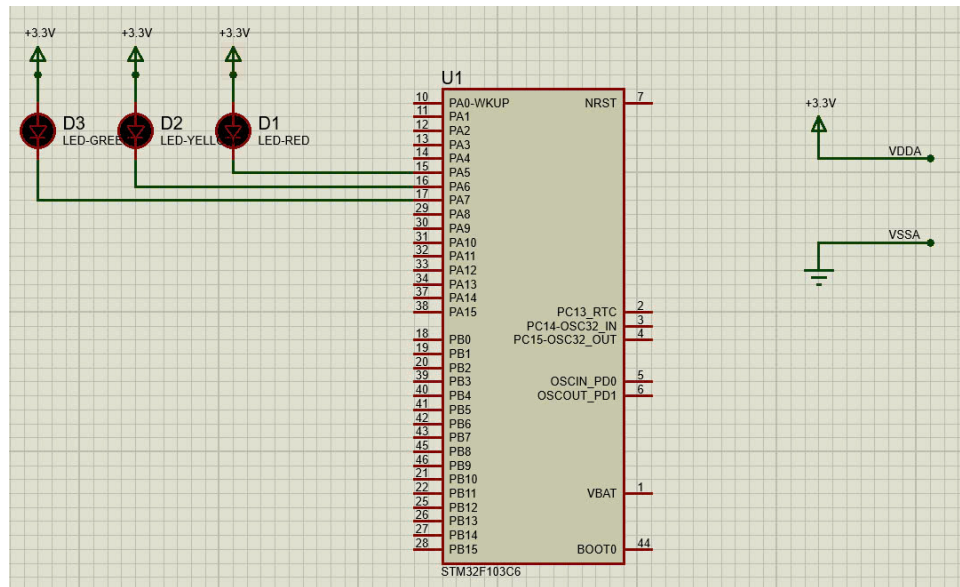 +3.3V +3.3V +3.3V
D3 D2 D1
LED-GREE LED-YELL LED-RED
U1
10 PA0-WKUP NRST 7
11 PA1
12 PA2
13 PA3
14 PA4
15 PA5
16 PA6
17 PA7
29 PA8
30 PA9
31 PA10
32 PA11
33 PA12
34 PA13
37 PA14
38 PA15
PC13_RTC 2
PC14-OSC32_IN 3
PC15-OSC32_OUT 4
18 PB0
19 PB1
20 PB2
39 PB3
40 PB4
41 PB5
42 PB6
43 PB7
45 PB8
46 PB9
21 PB10
22 PB11
25 PB12
26 PB13
27 PB14
28 PB15
OSCIN_PD0 5
OSCOUT_PD1 6
VBAT 1
BOOT0 44
STM32F103C6
+3.3V
VDDA
VSSA